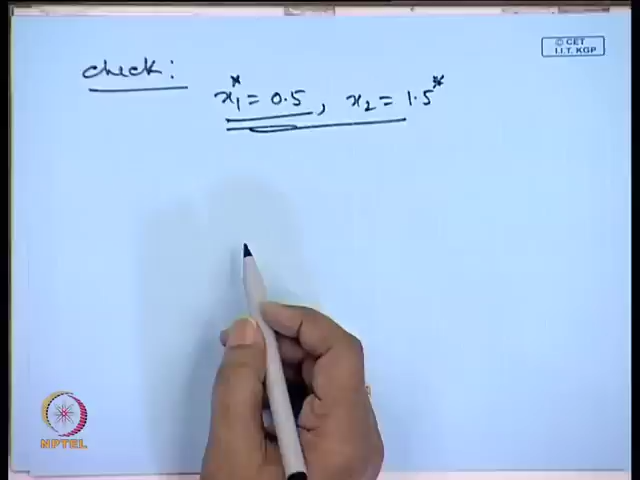 © CET
I.I.T. KGP
check:
x₁* = 0.5, x₂ = 1.5*
NPTEL